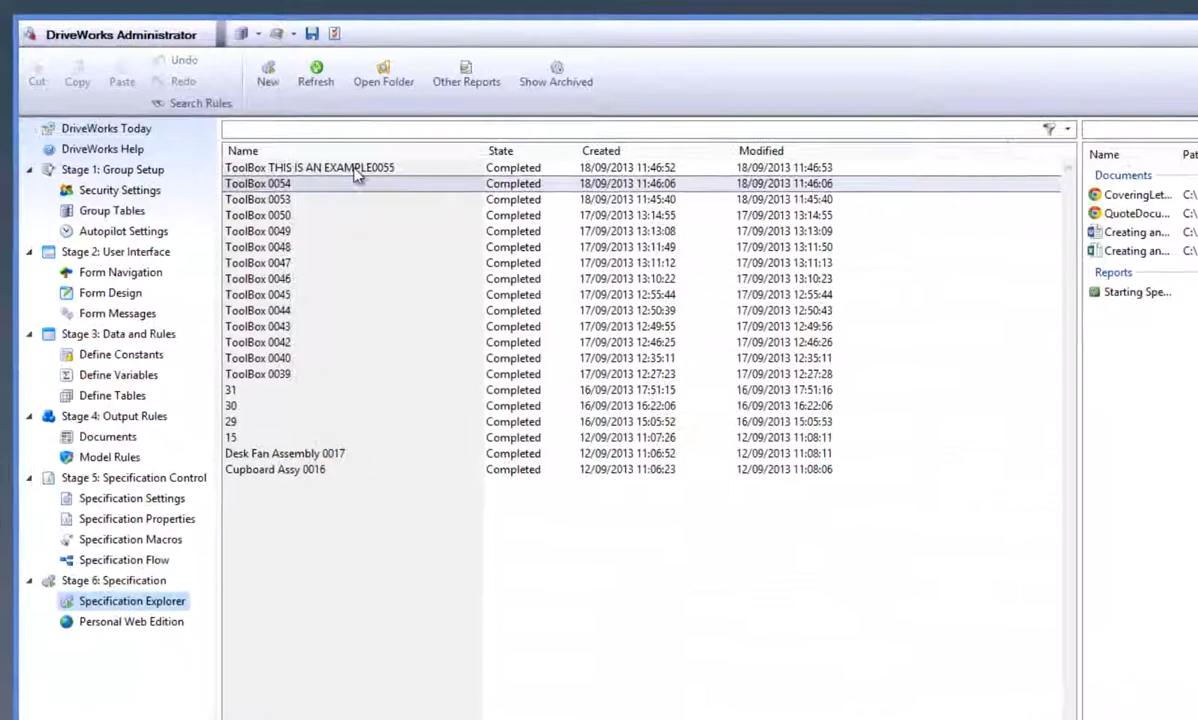 DriveWorks Administrator
Cut
Copy
Paste
Undo
Redo
Search Rules
New
Refresh
Open Folder
Other Reports
Show Archived
DriveWorks Today
DriveWorks Help
Stage 1: Group Setup
Security Settings
Group Tables
Autopilot Settings
Stage 2: User Interface
Form Navigation
Form Design
Form Messages
Stage 3: Data and Rules
Define Constants
Define Variables
Define Tables
Stage 4: Output Rules
Documents
Model Rules
Stage 5: Specification Control
Specification Settings
Specification Properties
Specification Macros
Specification Flow
Stage 6: Specification
Specification Explorer
Personal Web Edition
Name State Created Modified
ToolBox THIS IS AN EXAMPLE0055 Completed 18/09/2013 11:46:52 18/09/2013 11:46:53
ToolBox 0054 Completed 18/09/2013 11:46:06 18/09/2013 11:46:06
ToolBox 0053 Completed 18/09/2013 11:45:40 18/09/2013 11:45:40
ToolBox 0050 Completed 17/09/2013 13:14:55 17/09/2013 13:14:55
ToolBox 0049 Completed 17/09/2013 13:13:08 17/09/2013 13:13:09
ToolBox 0048 Completed 17/09/2013 13:11:49 17/09/2013 13:11:50
ToolBox 0047 Completed 17/09/2013 13:11:12 17/09/2013 13:11:13
ToolBox 0046 Completed 17/09/2013 13:10:22 17/09/2013 13:10:23
ToolBox 0045 Completed 17/09/2013 12:55:44 17/09/2013 12:55:44
ToolBox 0044 Completed 17/09/2013 12:50:39 17/09/2013 12:50:43
ToolBox 0043 Completed 17/09/2013 12:49:55 17/09/2013 12:49:56
ToolBox 0042 Completed 17/09/2013 12:46:25 17/09/2013 12:46:26
ToolBox 0040 Completed 17/09/2013 12:35:11 17/09/2013 12:35:11
ToolBox 0039 Completed 17/09/2013 12:27:23 17/09/2013 12:27:28
31 Completed 16/09/2013 17:51:15 16/09/2013 17:51:16
30 Completed 16/09/2013 16:22:06 16/09/2013 16:22:06
29 Completed 16/09/2013 15:05:52 16/09/2013 15:05:53
15 Completed 12/09/2013 11:07:26 12/09/2013 11:08:11
Desk Fan Assembly 0017 Completed 12/09/2013 11:06:52 12/09/2013 11:08:11
Cupboard Assy 0016 Completed 12/09/2013 11:06:23 12/09/2013 11:08:06
Name Pat
Documents
CoveringLet... C:\
QuoteDocu... C:\
Creating an... C:\
Creating an... C:\
Reports
Starting Spe... C:\